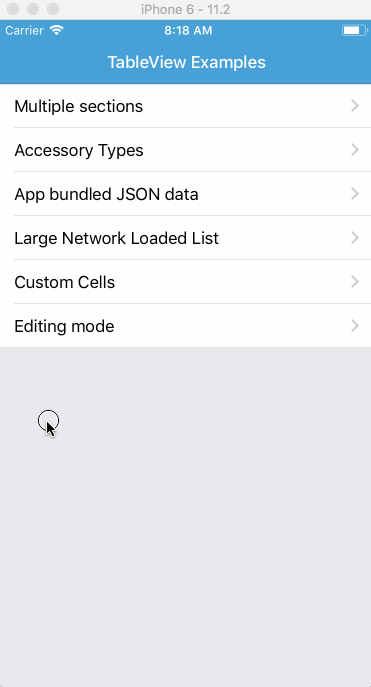 iPhone 6 - 11.2
Carrier 8:18 AM
TableView Examples
Multiple sections
Accessory Types
App bundled JSON data
Large Network Loaded List
Custom Cells
Editing mode